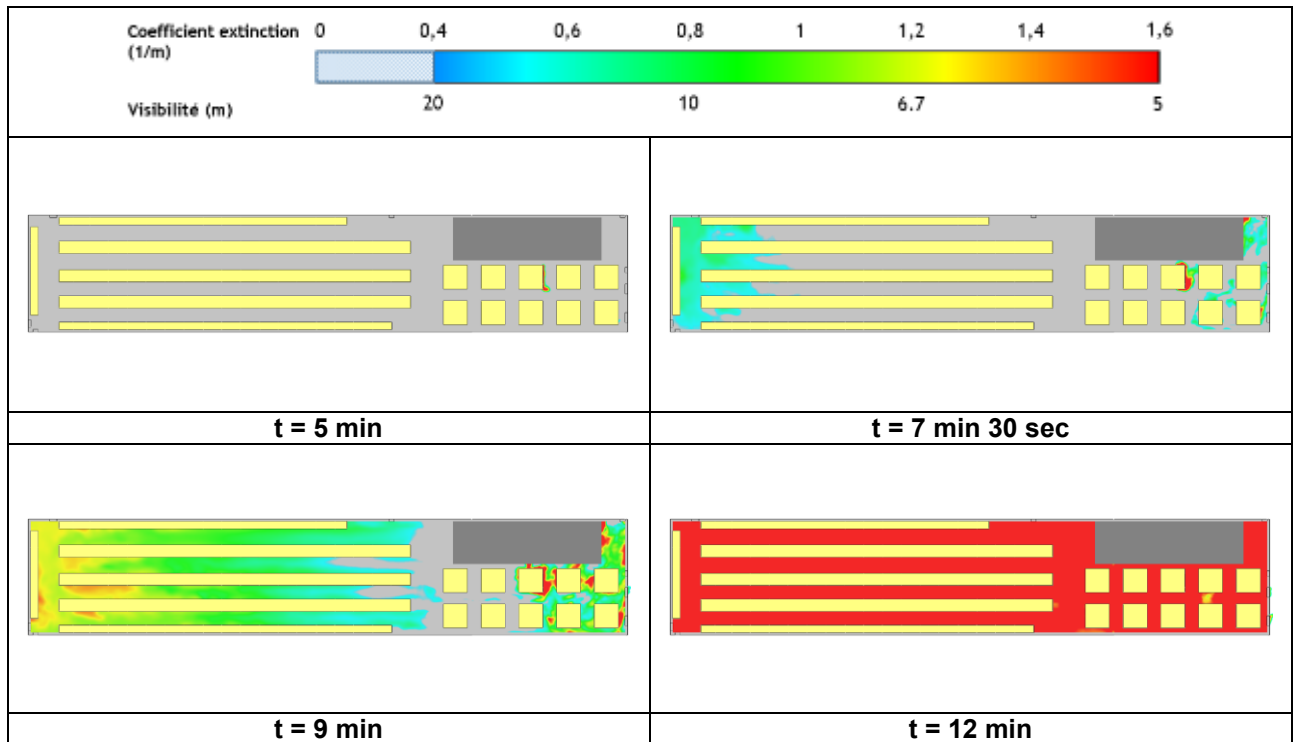 Coefficient extinction 0 0,4 0,6 0,8 1 1,2 1,4 1,6
(1/m)
Visibilité (m) 20 10 6.7 5
t = 5 min t = 7 min 30 sec
t = 9 min t = 12 min